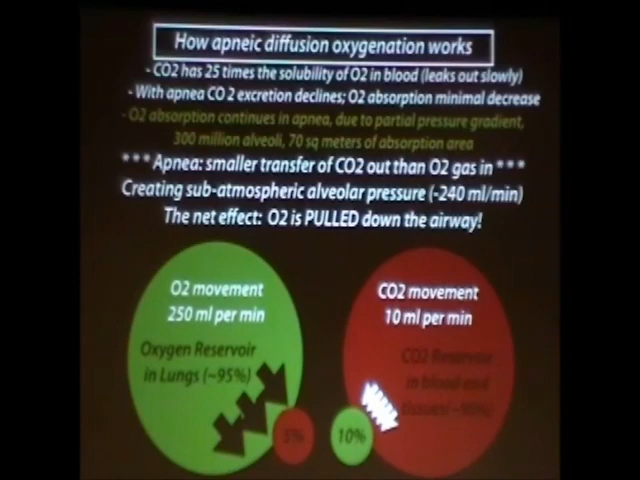 How apneic diffusion oxygenation works
- CO2 has 25 times the solubility of O2 in blood (leaks out slowly)
- With apnea CO 2 excretion declines; O2 absorption minimal decrease
- O2 absorption continues in apnea, due to partial pressure gradient,
300 million alveoli, 70 sq meters of absorption area
*** Apnea: smaller transfer of CO2 out than O2 gas in ***
Creating sub-atmospheric alveolar pressure (-240 ml/min)
The net effect: O2 is PULLED down the airway!
O2 movement
250 ml per min
Oxygen Reservoir
in Lungs (~95%)
5%
CO2 movement
10 ml per min
CO2 Reservoir
in blood and
tissues (~90%)
10%